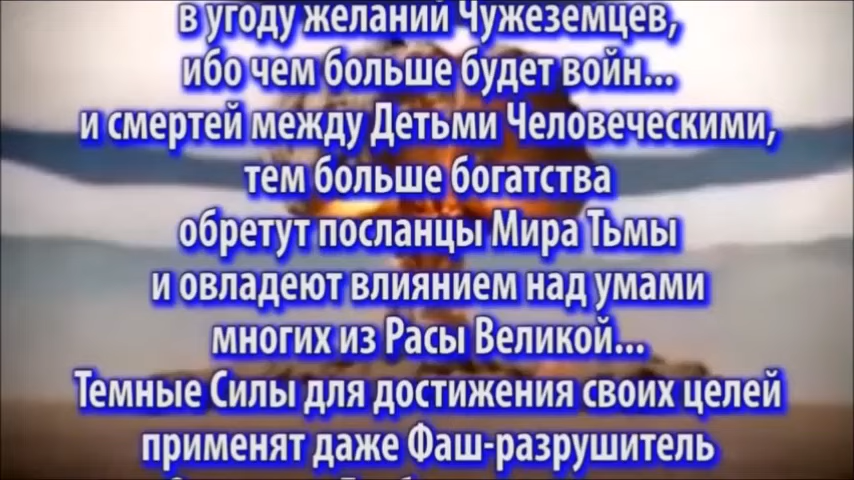 в угоду желаний Чужеземцев,
ибо чем больше будет войн...
и смертей между Детьми Человеческими,
тем больше богатства
обретут посланцы Мира Тьмы
и овладеют влиянием над умами
многих из Расы Великой...
Темные Силы для достижения своих целей
применят даже Фаш-разрушитель